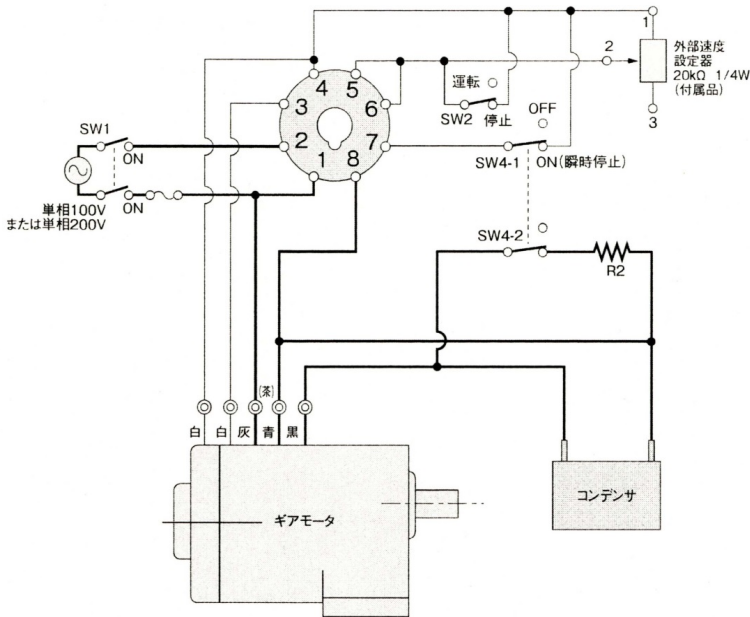 1
外部速度
設定器
20kΩ 1/4W
(付属品)
2
3
4
5
3
6
2
7
1
8
運転
SW2
停止
OFF
SW4-1
ON(瞬時停止)
SW1
ON
ON
単相100V
または単相200V
SW4-2
R2
(茶)
白
白
灰
青
黒
ギアモータ
コンデンサ